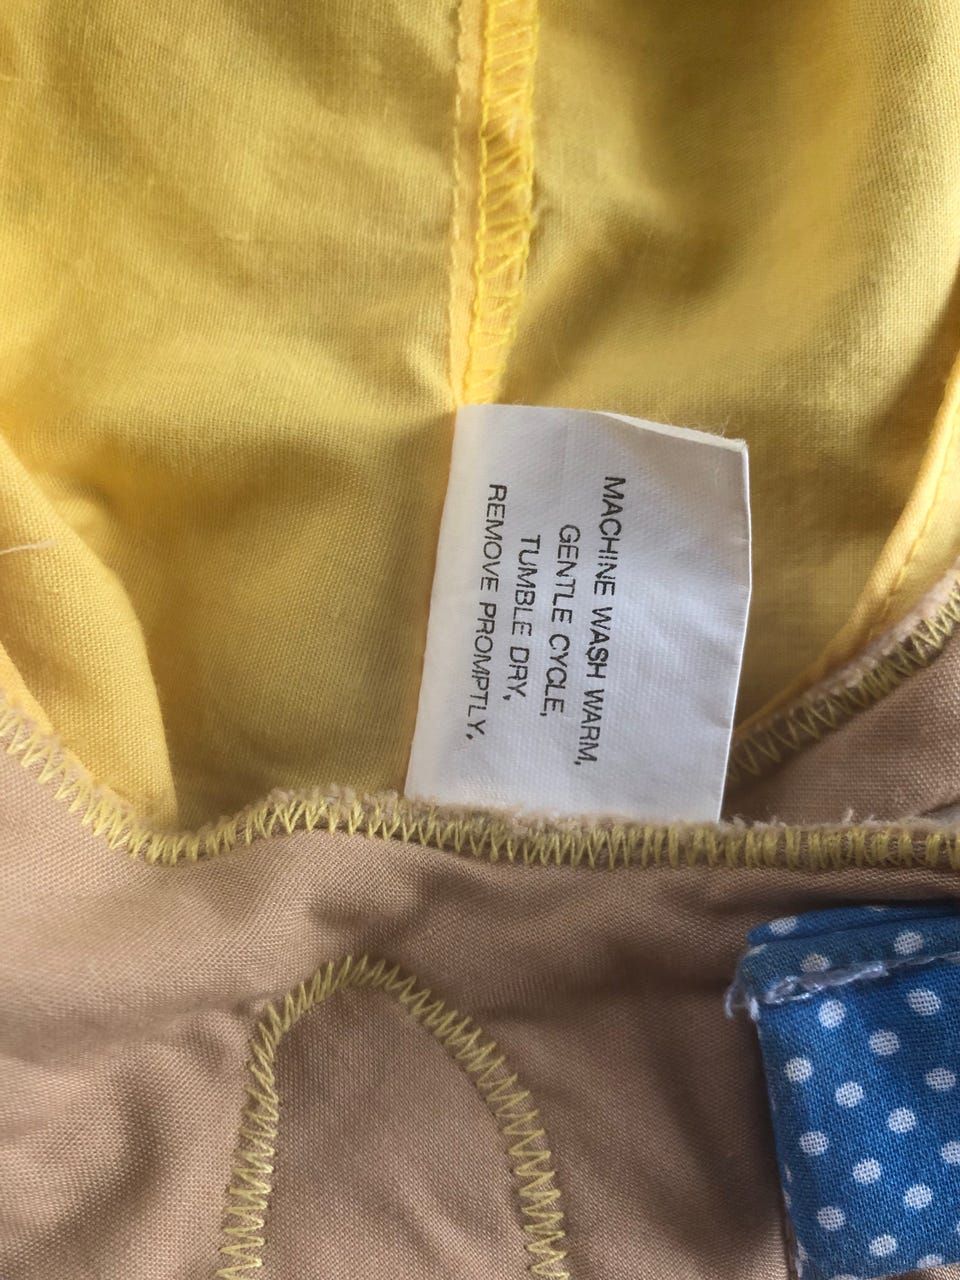 MACHINE WASH WARM,
GENTLE CYCLE,
TUMBLE DRY,
REMOVE PROMPTLY,